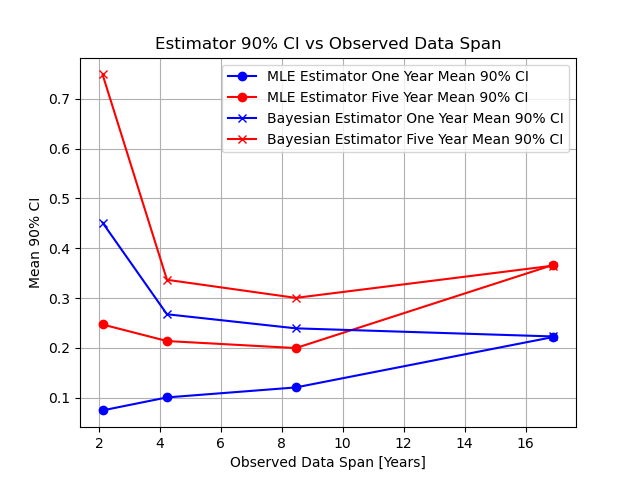 Estimator 90% CI vs Observed Data Span
MLE Estimator One Year Mean 90% CI
MLE Estimator Five Year Mean 90% CI
Bayesian Estimator One Year Mean 90% CI
Bayesian Estimator Five Year Mean 90% CI
Mean 90% CI
0.7
0.6
0.5
0.4
0.3
0.2
0.1
2 4 6 8 10 12 14 16
Observed Data Span [Years]